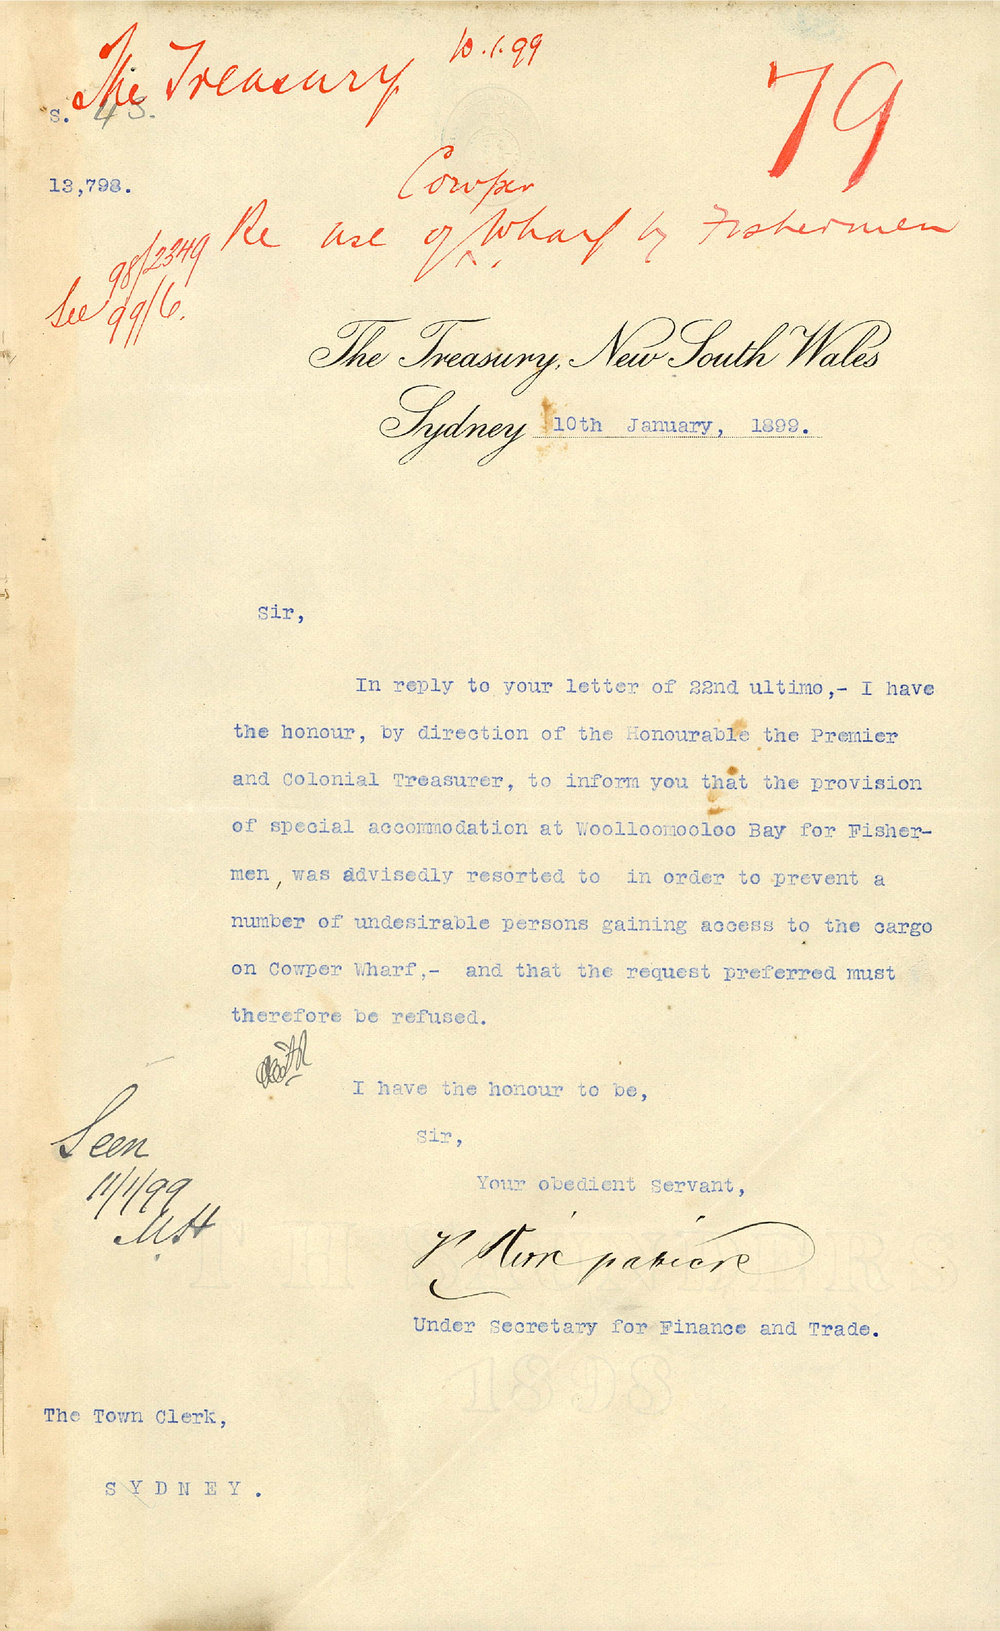 The Treasury 10.1.99
79
S. 43.
13,798.
Cowper
Re use of ^ Wharf by Fishermen
98/2349
See 99/6.
The Treasury, New South Wales
Sydney 10th January, 1899.
Sir,
In reply to your letter of 22nd ultimo,- I have
the honour, by direction of the Honourable the Premier
and Colonial Treasurer, to inform you that the provision
of special accommodation at Woolloomooloo Bay for Fisher-
men, was advisedly resorted to in order to prevent a
number of undesirable persons gaining access to the cargo
on Cowper Wharf,- and that the request preferred must
therefore be refused.
I have the honour to be,
Sir,
Your obedient Servant,
Seen
11/1/99
Kirkpatrick
Under Secretary for Finance and Trade.
The Town Clerk,
SYDNEY.